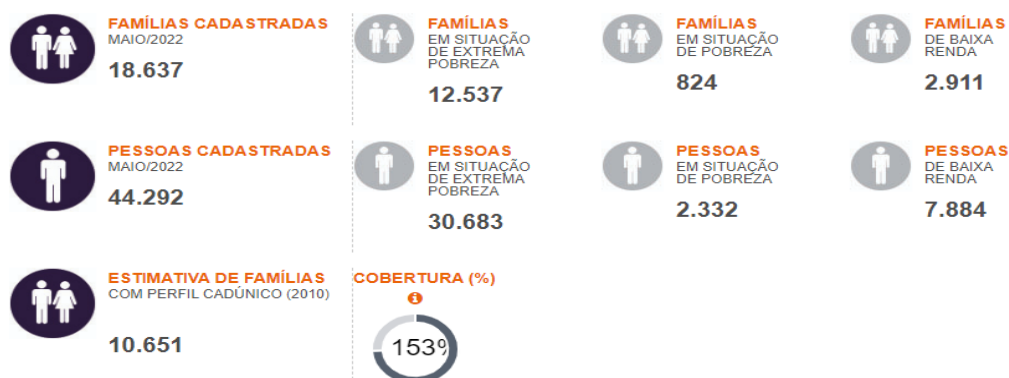 FAMÍLIAS CADASTRADAS
MAIO/2022
18.637
FAMÍLIAS
EM SITUAÇÃO
DE EXTREMA
POBREZA
12.537
FAMÍLIAS
EM SITUAÇÃO
DE POBREZA
824
FAMÍLIAS
DE BAIXA
RENDA
2.911
PESSOAS CADASTRADAS
MAIO/2022
44.292
PESSOAS
EM SITUAÇÃO
DE EXTREMA
POBREZA
30.683
PESSOAS
EM SITUAÇÃO
DE POBREZA
2.332
PESSOAS
DE BAIXA
RENDA
7.884
ESTIMATIVA DE FAMÍLIAS
COM PERFIL CADÚNICO (2010)
10.651
COBERTURA (%)
i
153%